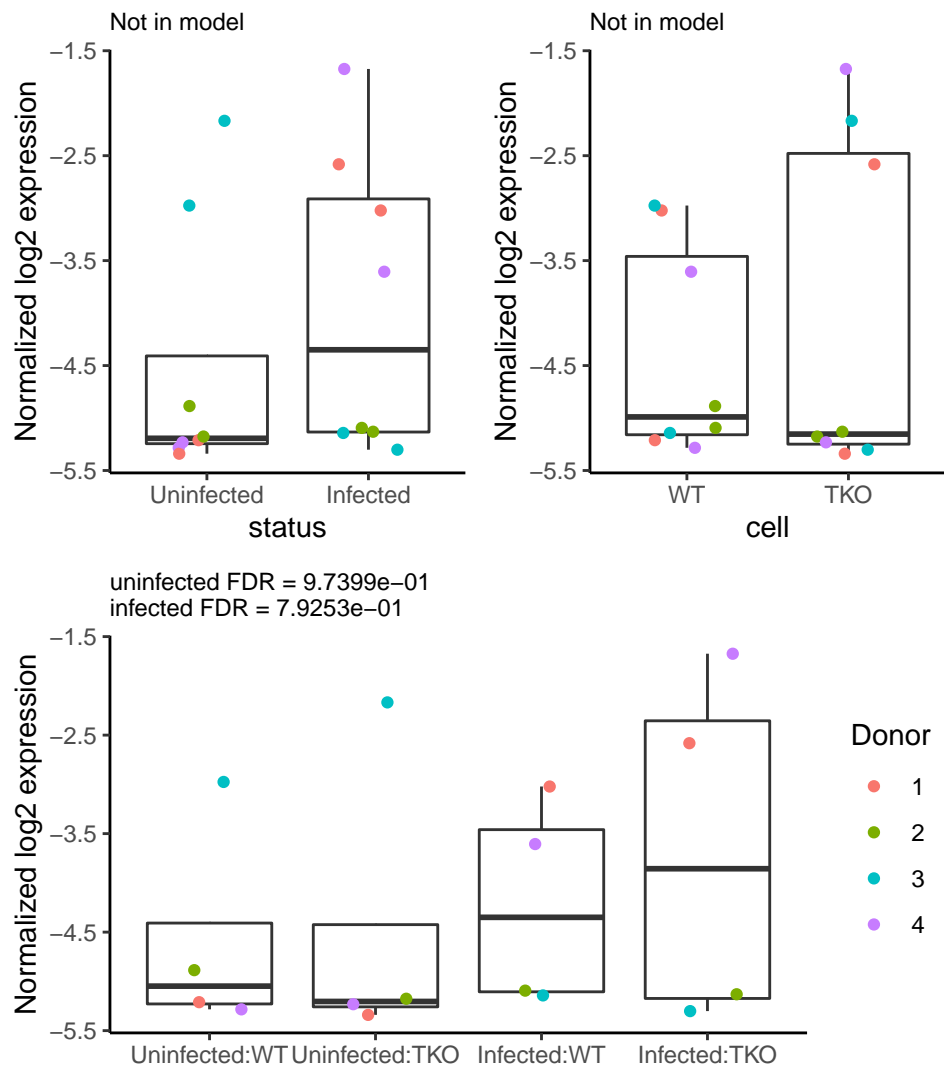 Not in model
−1.5
−2.5
−3.5
−4.5
−5.5
Normalized log2 expression
Uninfected Infected
status
Not in model
−1.5
−2.5
−3.5
−4.5
−5.5
Normalized log2 expression
WT TKO
cell
uninfected FDR = 9.7399e−01
infected FDR = 7.9253e−01
−1.5
−2.5
−3.5
−4.5
−5.5
Normalized log2 expression
Uninfected:WT Uninfected:TKO Infected:WT Infected:TKO
Donor
1
2
3
4